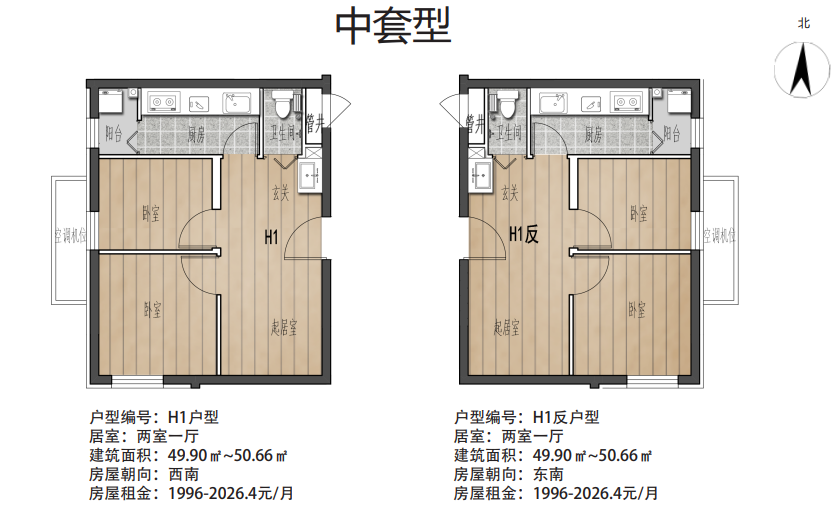 中套型
北
阳台
厨房
卫生间
管井
玄关
卧室
H1
空调机位
卧室
起居室
管井
卫生间
厨房
阳台
玄关
卧室
H1反
空调机位
起居室
卧室
户型编号：H1户型
居室：两室一厅
建筑面积：49.90㎡~50.66㎡
房屋朝向：西南
房屋租金：1996-2026.4元/月
户型编号：H1反户型
居室：两室一厅
建筑面积：49.90㎡~50.66㎡
房屋朝向：东南
房屋租金：1996-2026.4元/月